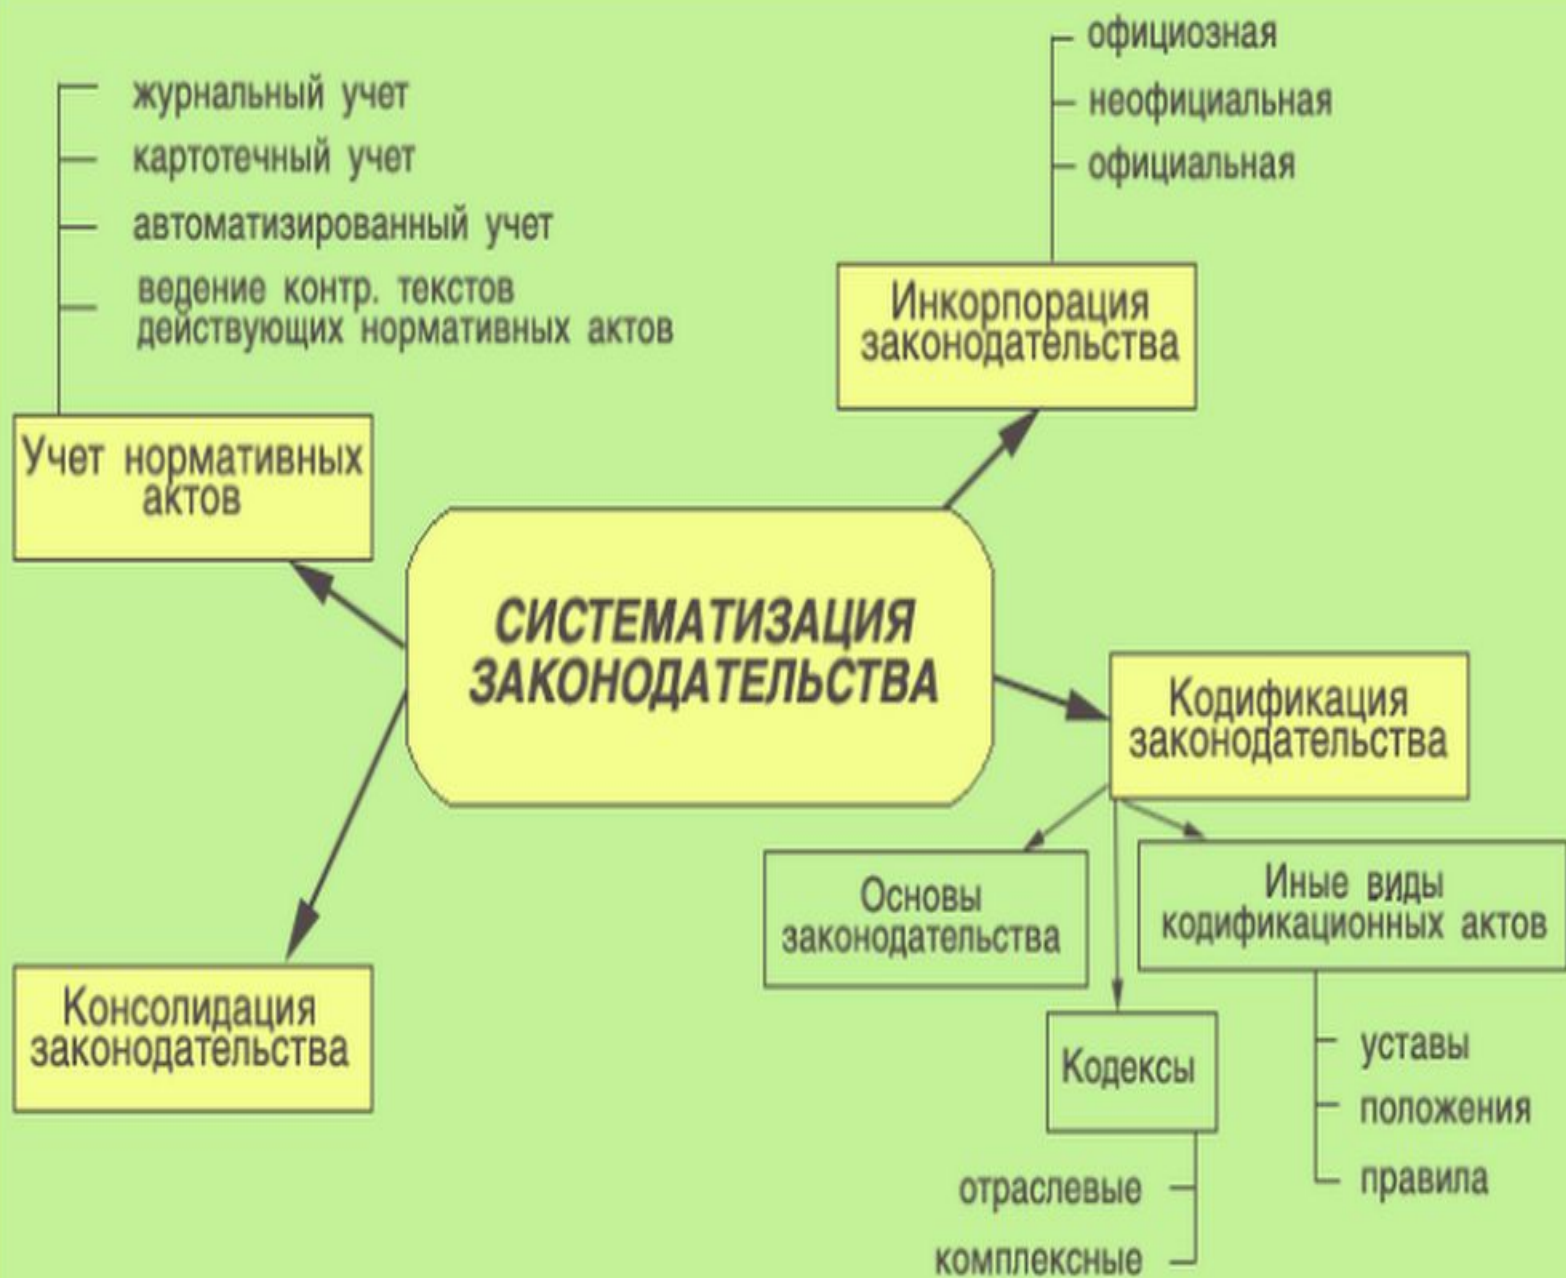 официозная
неофициальная
официальная
журнальный учет
картотечный учет
автоматизированный учет
ведение контр. текстов
действующих нормативных актов
Инкорпорация
законодательства
Учет нормативных
актов
СИСТЕМАТИЗАЦИЯ
ЗАКОНОДАТЕЛЬСТВА
Кодификация
законодательства
Основы
законодательства
Иные виды
кодификационных актов
Консолидация
законодательства
Кодексы
уставы
положения
правила
отраслевые
комплексные